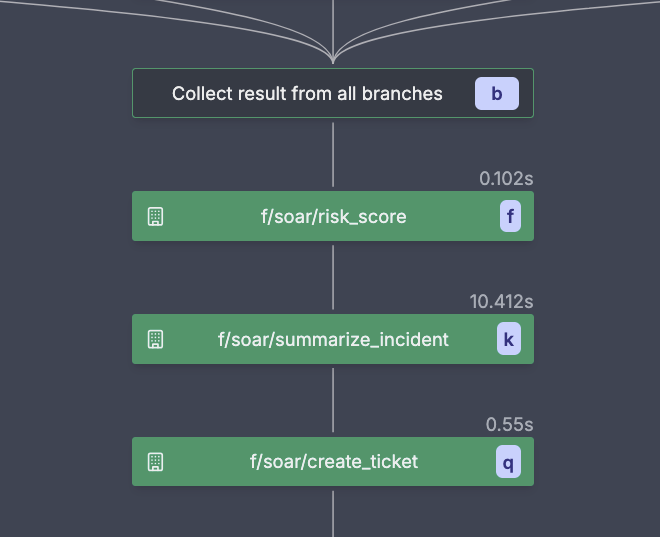 Collect result from all branches b
0.102s
f/soar/risk_score f
10.412s
f/soar/summarize_incident k
0.55s
f/soar/create_ticket q